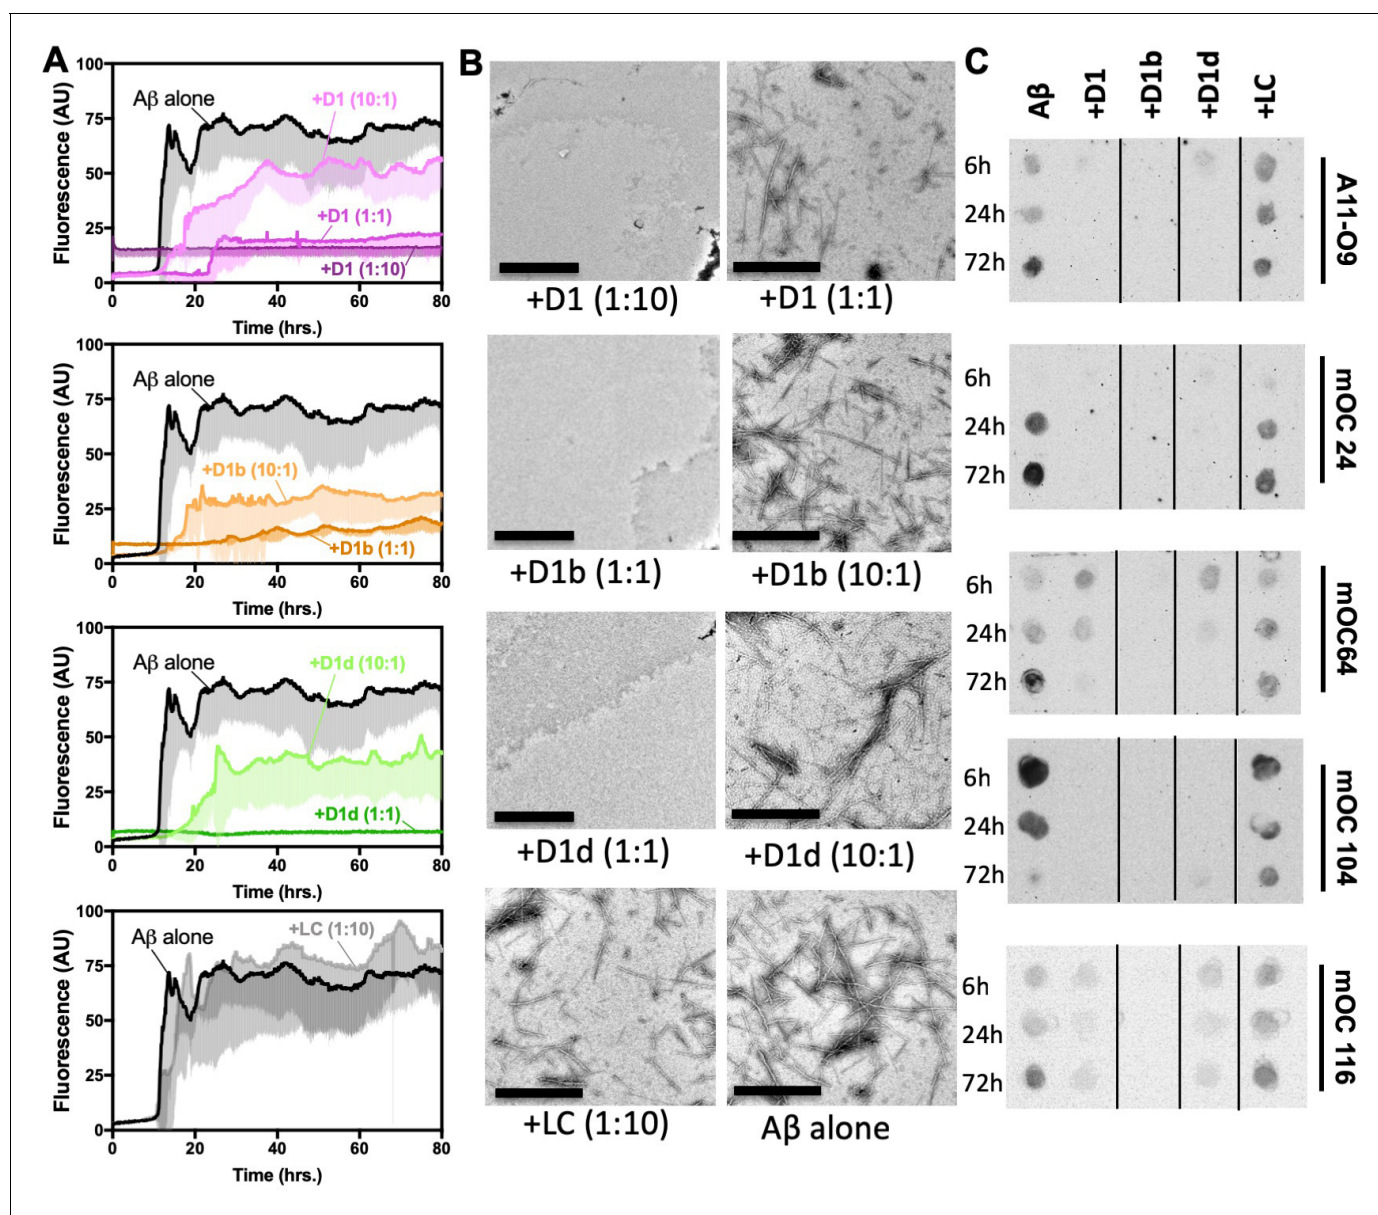 A
Fluorescence (AU)
100
75
50
25
0
Aβ alone
+D1 (10:1)
+D1 (1:1)
+D1 (1:10)
0 20 40 60 80
Time (hrs.)
Fluorescence (AU)
100
75
50
25
0
Aβ alone
+D1b (10:1)
+D1b (1:1)
0 20 40 60 80
Time (hrs.)
Fluorescence (AU)
100
75
50
25
0
Aβ alone
+D1d (10:1)
+D1d (1:1)
0 20 40 60 80
Time (hrs.)
Fluorescence (AU)
100
75
50
25
0
Aβ alone
+LC (1:10)
0 20 40 60 80
Time (hrs.)
B
+D1 (1:10) +D1 (1:1)
+D1b (1:1) +D1b (10:1)
+D1d (1:1) +D1d (10:1)
+LC (1:10) Aβ alone
C
Aβ +D1 +D1b +D1d +LC
6h
24h
72h
A11-O9
6h
24h
72h
mOC 24
6h
24h
72h
mOC64
6h
24h
72h
mOC 104
6h
24h
72h
mOC 116